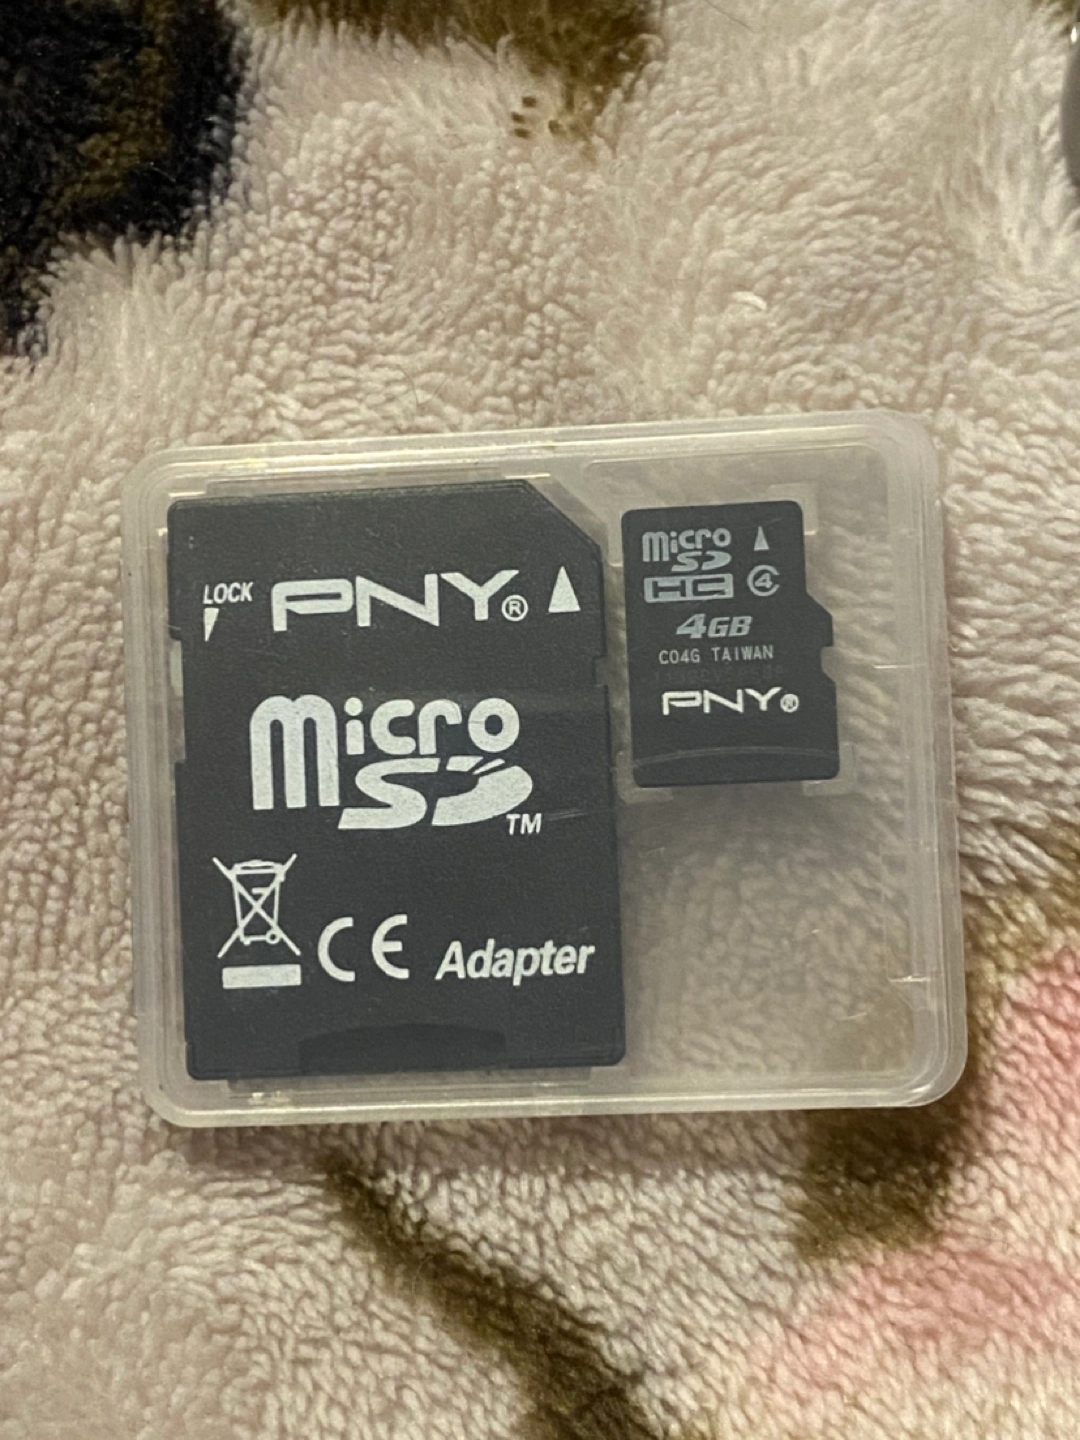 LOCK PNY®
micro
SD TM
CE Adapter
micro
SD
HC 4
4GB
C04G TAIWAN
PNY®